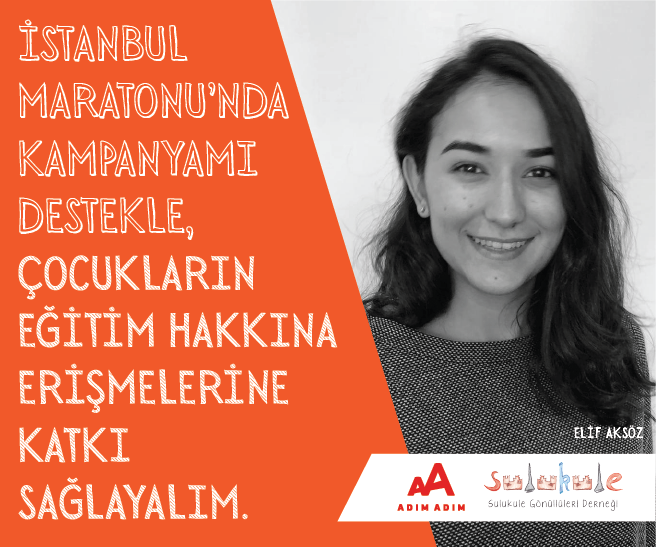 İSTANBUL
MARATONU'NDA
KAMPANYAMI
DESTEKLE,
ÇOCUKLARIN
EĞİTİM HAKKINA
ERİŞMELERİNE
KATKI
SAĞLAYALIM.
ELİF AKSÖZ
AA
ADIM ADIM
Sulukule
Sulukule Gönüllüleri Derneği